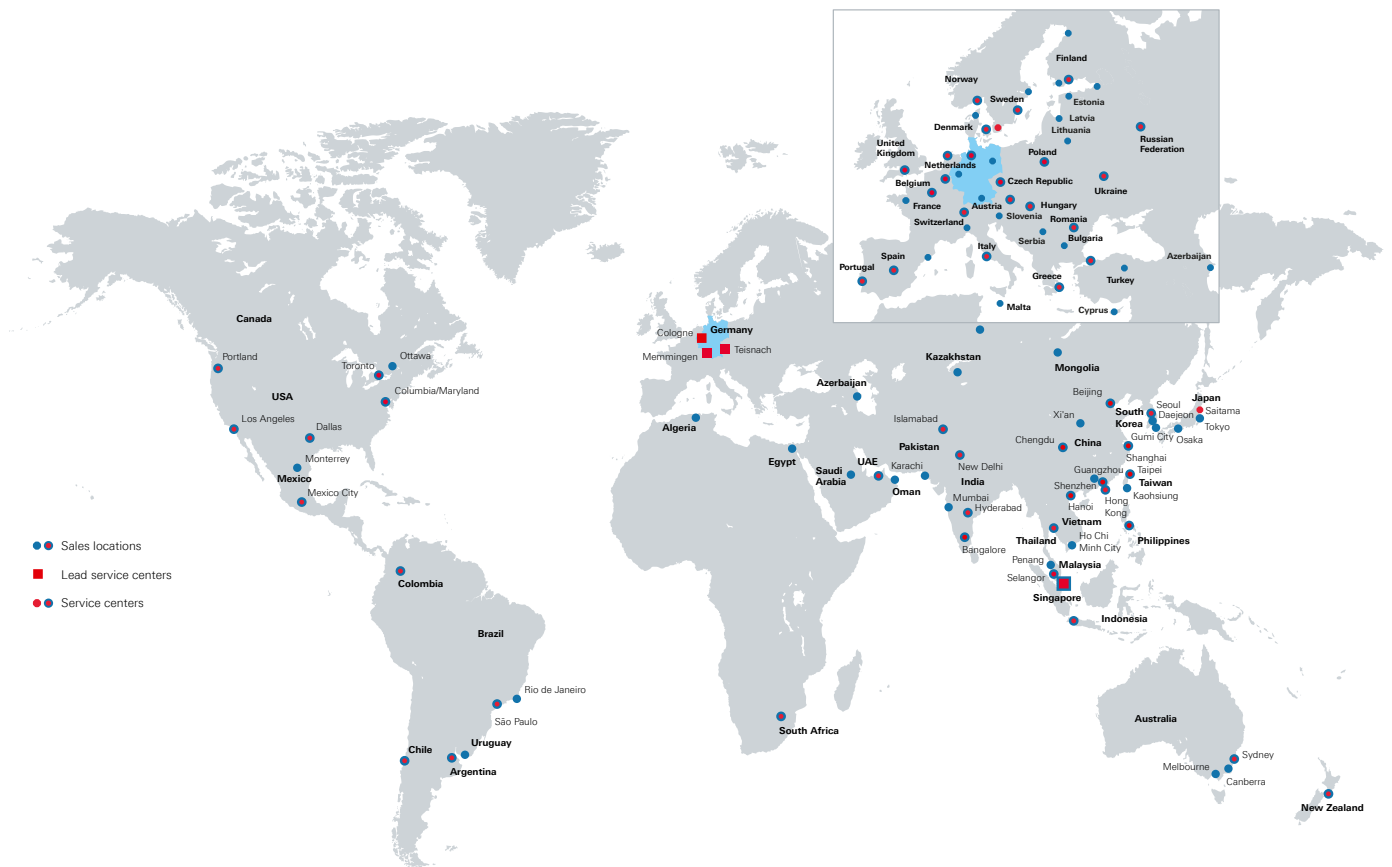 Finland
Norway
Sweden
Estonia
Latvia
Lithuania
Denmark
Russian
Federation
United
Kingdom
Poland
Netherlands
Belgium
Czech Republic
Ukraine
France
Austria
Hungary
Slovenia
Romania
Switzerland
Serbia
Bulgaria
Italy
Spain
Azerbaijan
Portugal
Greece
Turkey
Malta
Cyprus
Canada
Portland
Toronto
Ottawa
USA
Columbia/Maryland
Los Angeles
Dallas
Monterrey
Mexico
Mexico City
Cologne
Germany
Memmingen
Teisnach
Kazakhstan
Mongolia
Azerbaijan
Beijing
Japan
Seoul
Saitama
South
Korea
Daejeon
Tokyo
Gumi City
Osaka
Xi'an
Islamabad
Algeria
Chengdu
China
Pakistan
Shanghai
Egypt
UAE
Karachi
New Delhi
Saudi
Arabia
Oman
India
Guangzhou
Taipei
Taiwan
Shenzhen
Kaohsiung
Hong
Kong
Hanoi
Mumbai
Hyderabad
Vietnam
Bangalore
Thailand
Ho Chi
Minh City
Philippines
Penang
Malaysia
Selangor
Singapore
Indonesia
Sales locations
Lead service centers
Service centers
Colombia
Brazil
Rio de Janeiro
São Paulo
Uruguay
Chile
Argentina
South Africa
Australia
Sydney
Melbourne
Canberra
New Zealand